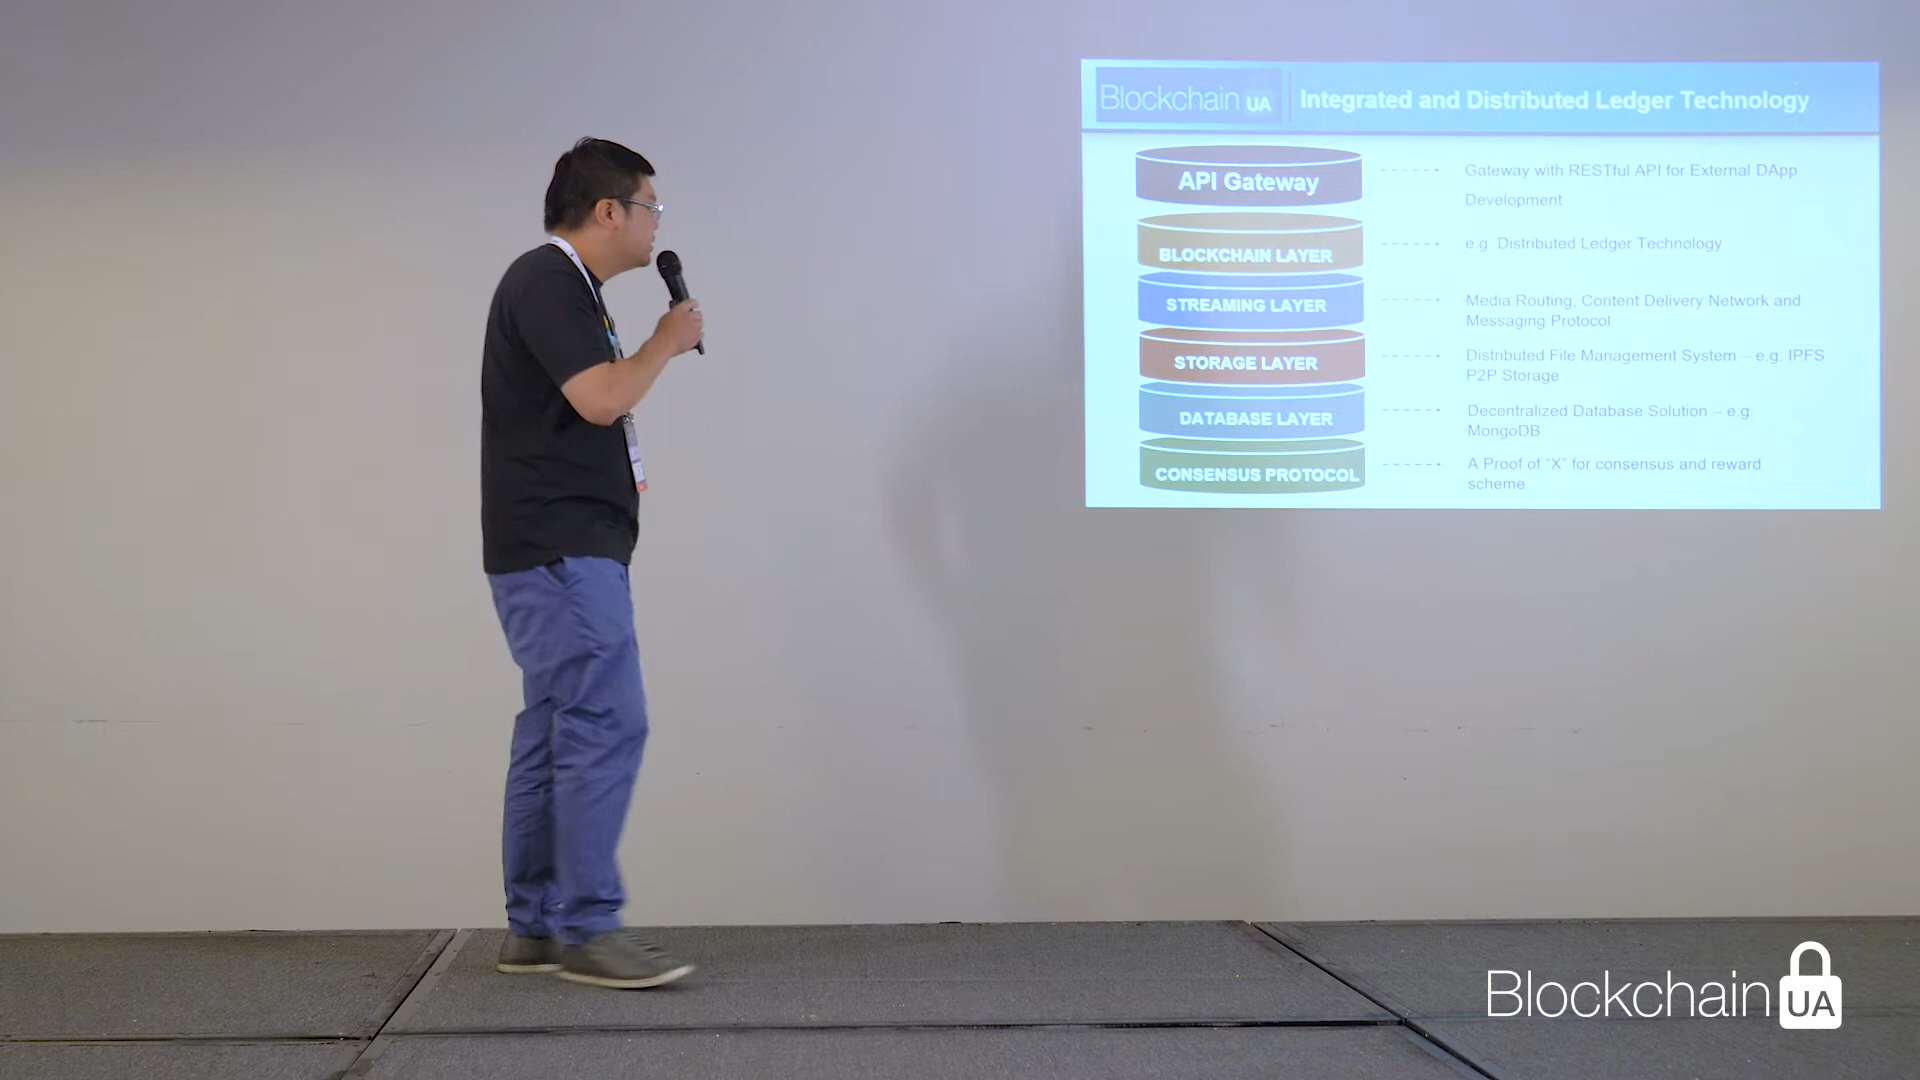 Blockchain UA
Integrated and Distributed Ledger Technology
API Gateway
Gateway with RESTful API for External DApp
Development
BLOCKCHAIN LAYER
e.g. Distributed Ledger Technology
STREAMING LAYER
Media Routing, Content Delivery Network and
Messaging Protocol
STORAGE LAYER
Distributed File Management System – e.g. IPFS
P2P Storage
DATABASE LAYER
Decentralized Database Solution – e.g.
MongoDB
CONSENSUS PROTOCOL
A Proof of “X” for consensus and reward
scheme
Blockchain UA